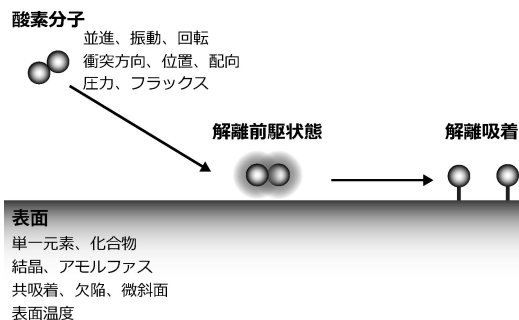 酸素分子
並進、振動、回転
衝突方向、位置、配向
圧力、フラックス
解離前駆状態
解離吸着
表面
単一元素、化合物
結晶、アモルファス
共吸着、欠陥、微斜面
表面温度